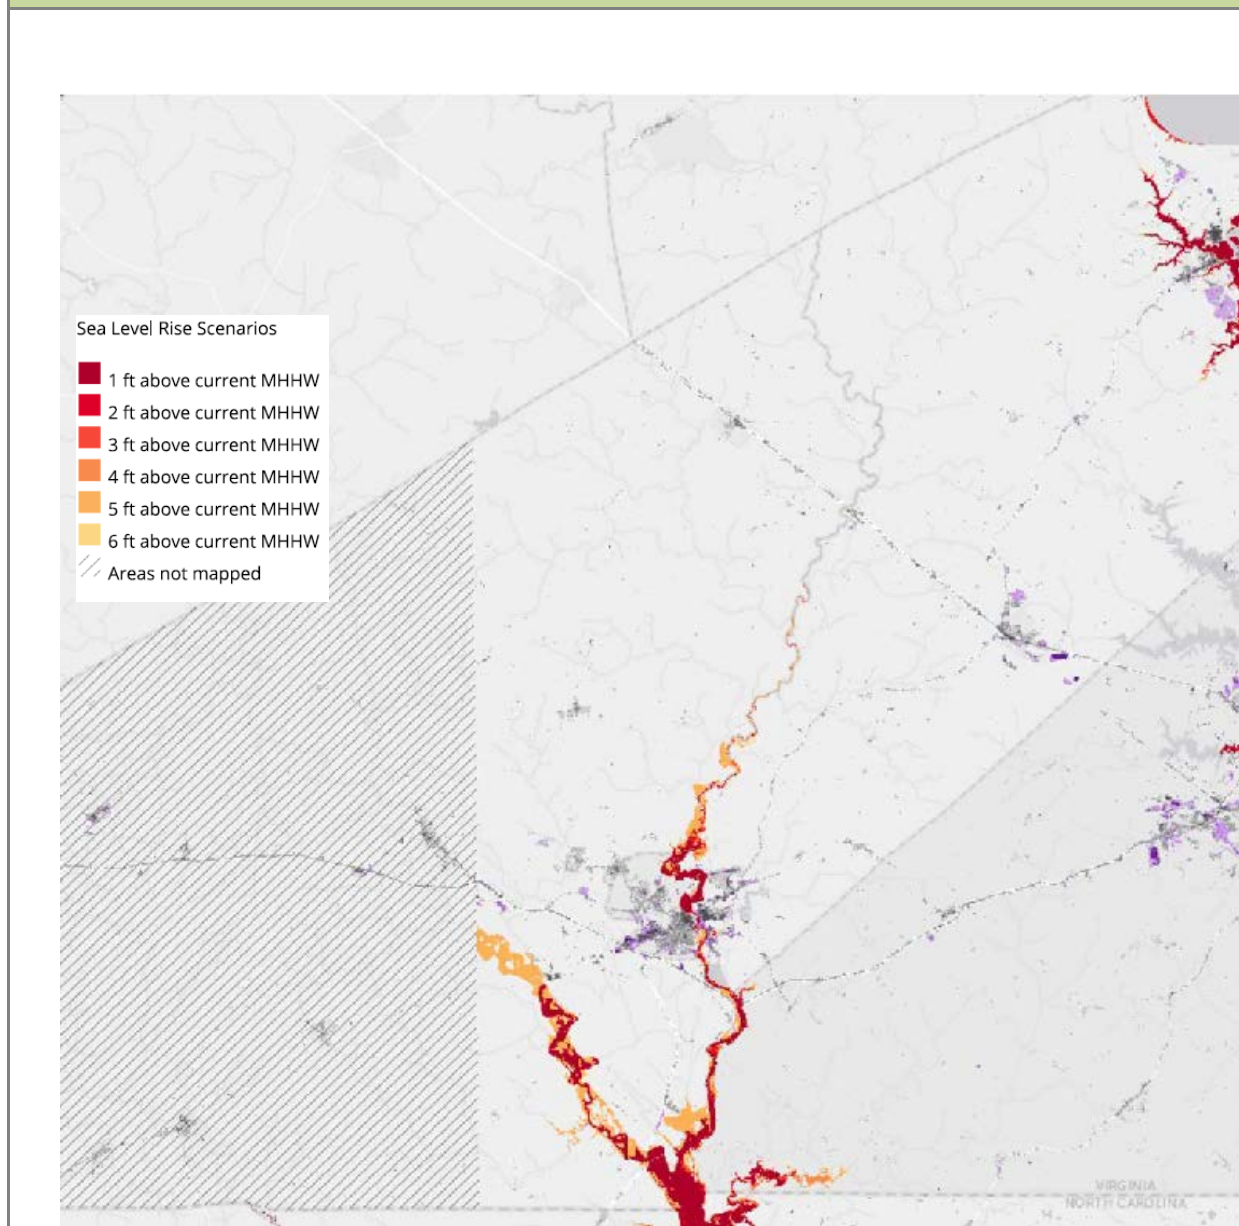 Sea Level Rise Scenarios
1 ft above current MHHW
2 ft above current MHHW
3 ft above current MHHW
4 ft above current MHHW
5 ft above current MHHW
6 ft above current MHHW
Areas not mapped
VIRGINIA
NORTH CAROLINA